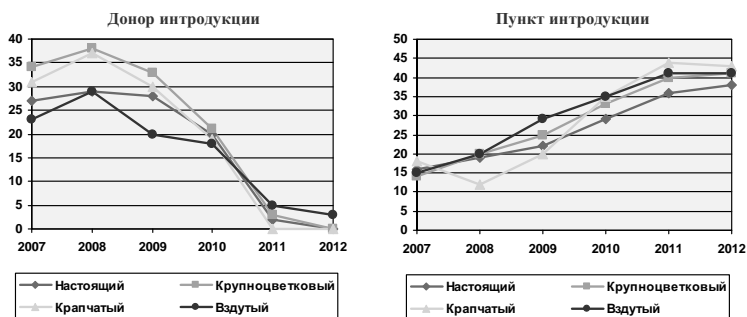 Донор интродукции
40
35
30
25
20
15
10
5
0
2007 2008 2009 2010 2011 2012
Настоящий Крупноцветковый
Крапчатый Вздутый
Пункт интродукции
50
45
40
35
30
25
20
15
10
5
0
2007 2008 2009 2010 2011 2012
Настоящий Крупноцветковый
Крапчатый Вздутый